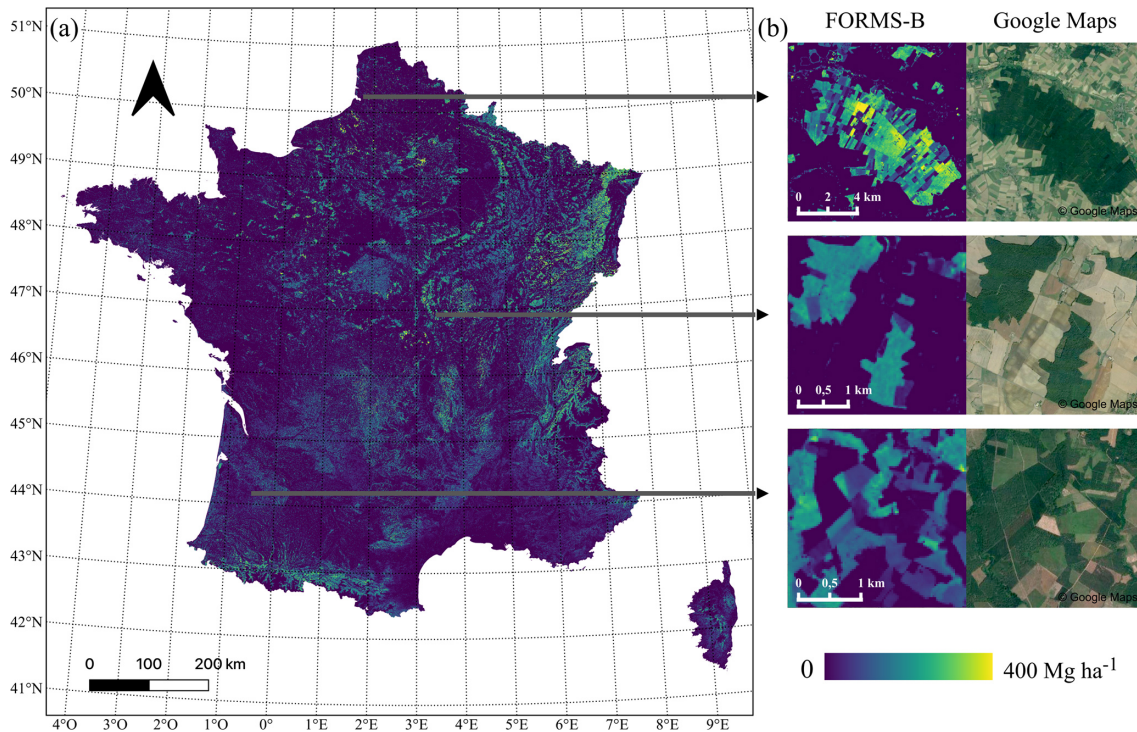 (a)
51°N
50°N
49°N
48°N
47°N
46°N
45°N
44°N
43°N
42°N
41°N
0 100 200 km
4°O 3°O 2°O 1°O 0° 1°E 2°E 3°E 4°E 5°E 6°E 7°E 8°E 9°E
(b)
FORMS-B Google Maps
0 2 4 km
© Google Maps
0 0,5 1 km
© Google Maps
0 0,5 1 km
© Google Maps
0 400 Mg ha⁻¹